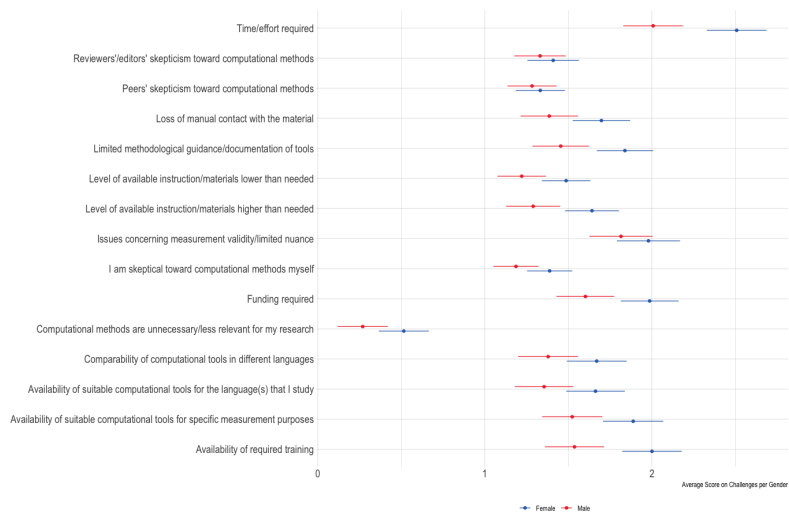 Time/effort required
Reviewers'/editors' skepticism toward computational methods
Peers' skepticism toward computational methods
Loss of manual contact with the material
Limited methodological guidance/documentation of tools
Level of available instruction/materials lower than needed
Level of available instruction/materials higher than needed
Issues concerning measurement validity/limited nuance
I am skeptical toward computational methods myself
Funding required
Computational methods are unnecessary/less relevant for my research
Comparability of computational tools in different languages
Availability of suitable computational tools for the language(s) that I study
Availability of suitable computational tools for specific measurement purposes
Availability of required training
0 1 2
Average Score on Challenges per Gender
Female Male